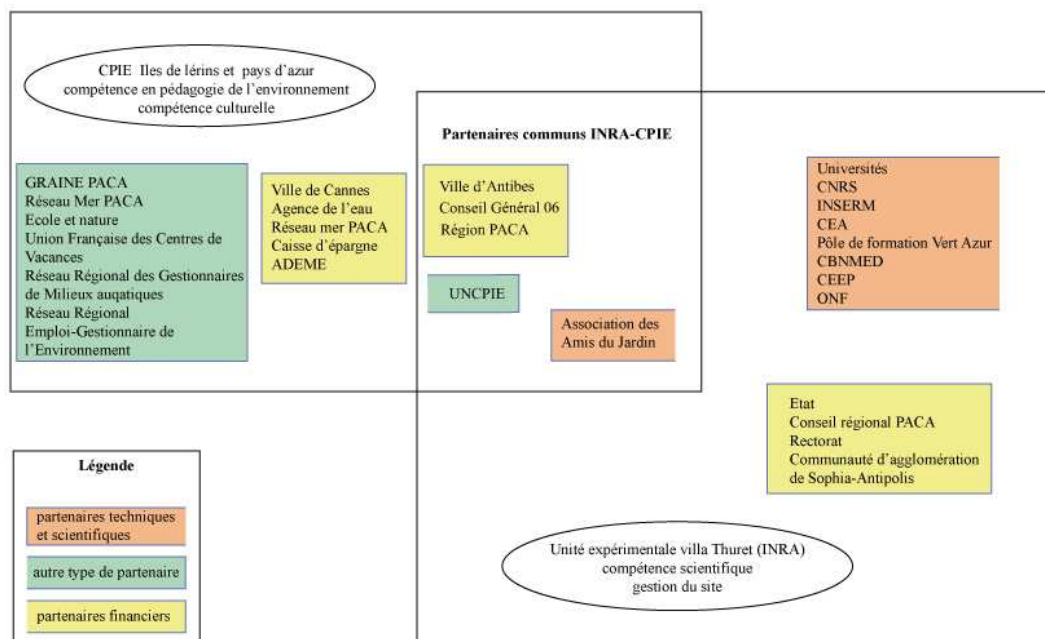 CPIE Iles de lérins et pays d'azur
compétence en pédagogie de l'environnement
compétence culturelle
Partenaires communs INRA-CPIE
GRAINE PACA
Réseau Mer PACA
Ecole et nature
Union Française des Centres de
Vacances
Réseau Régional des Gestionnaires
de Milieux auqatiques
Réseau Régional
Emploi-Gestionnaire de
l'Environnement
Ville de Cannes
Agence de l'eau
Réseau mer PACA
Caisse d'épargne
ADEME
Ville d'Antibes
Conseil Général 06
Région PACA
UNCPIE
Association des
Amis du Jardin
Universités
CNRS
INSERM
CEA
Pôle de formation Vert Azur
CBNMED
CEEP
ONF
Etat
Conseil régional PACA
Rectorat
Communauté d'agglomération
de Sophia-Antipolis
Légende
partenaires techniques
et scientifiques
autre type de partenaire
partenaires financiers
Unité expérimentale villa Thuret (INRA)
compétence scientifique
gestion du site